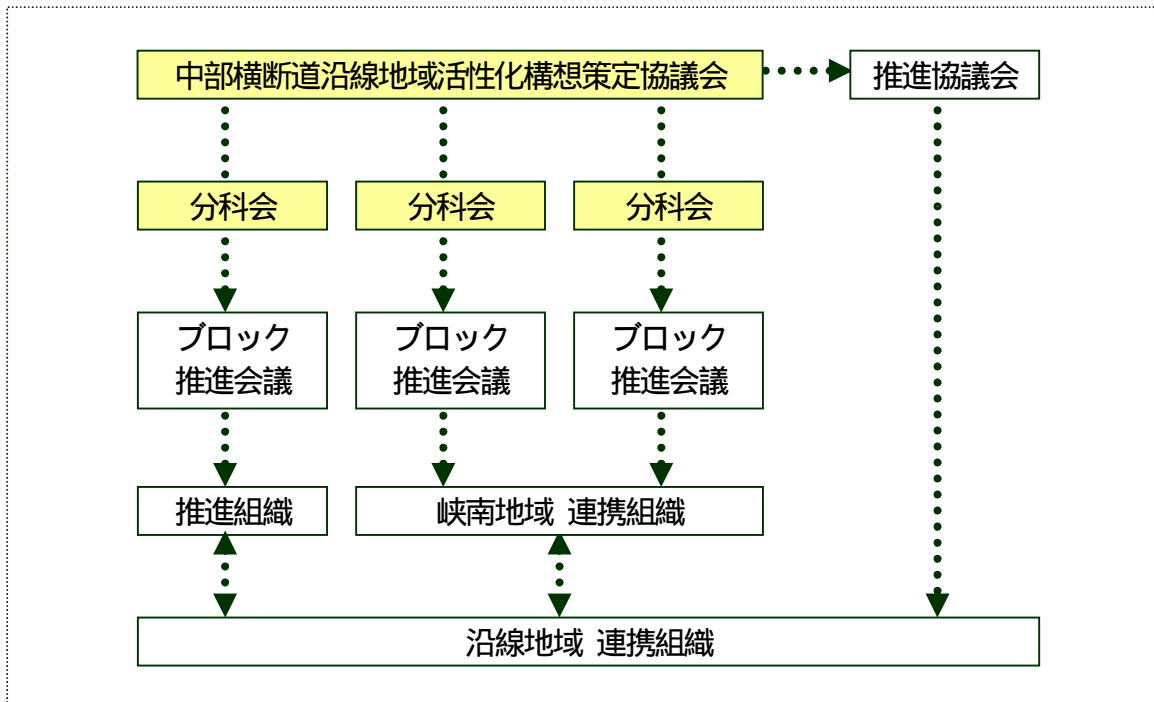 中部横断道沿線地域活性化構想策定協議会
推進協議会
分科会
分科会
分科会
ブロック
推進会議
ブロック
推進会議
ブロック
推進会議
推進組織
峡南地域 連携組織
沿線地域 連携組織